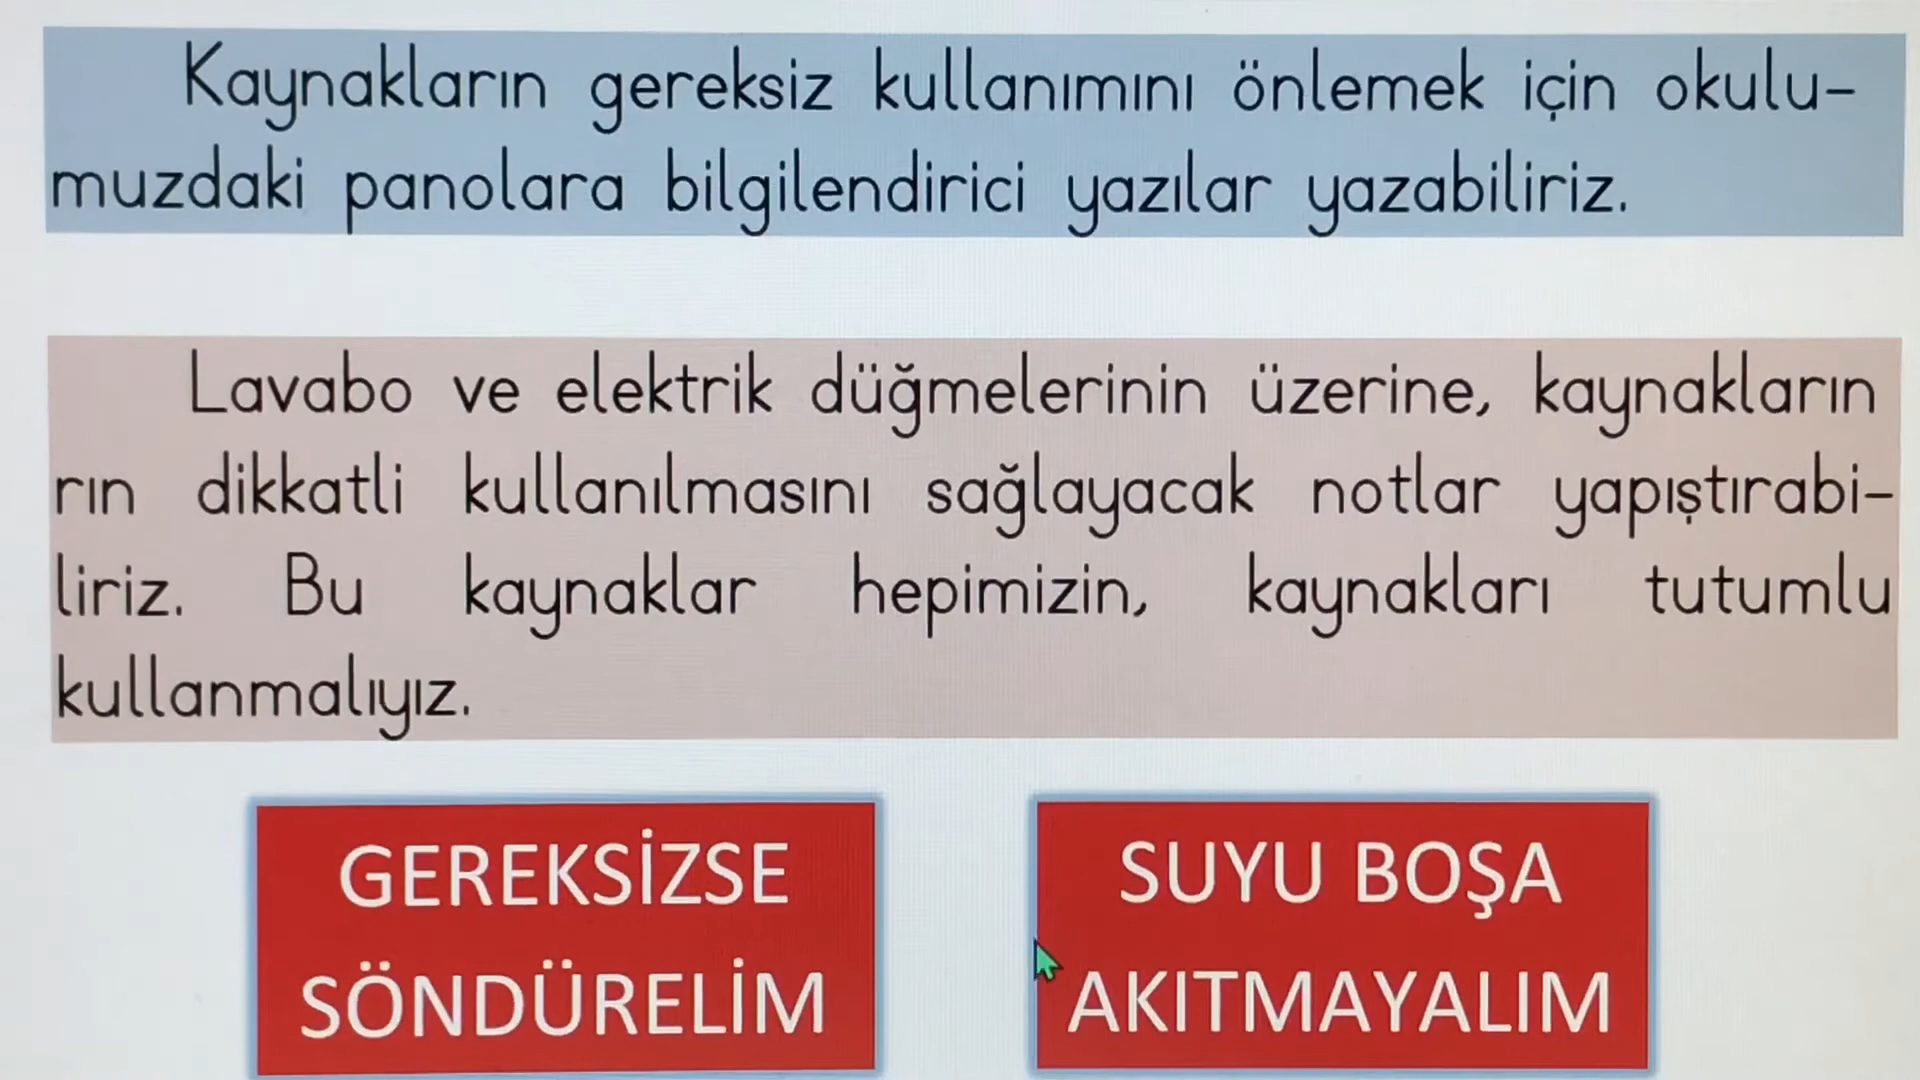 Kaynakların gereksiz kullanımını önlemek için okulu-
muzdaki panolara bilgilendirici yazılar yazabiliriz.
Lavabo ve elektrik düğmelerinin üzerine, kaynakların
rın dikkatli kullanılmasını sağlayacak notlar yapıştırabi-
liriz. Bu kaynaklar hepimizin, kaynakları tutumlu
kullanmalıyız.
GEREKSİZSE
SÖNDÜRELİM
SUYU BOŞA
AKITMAYALIM